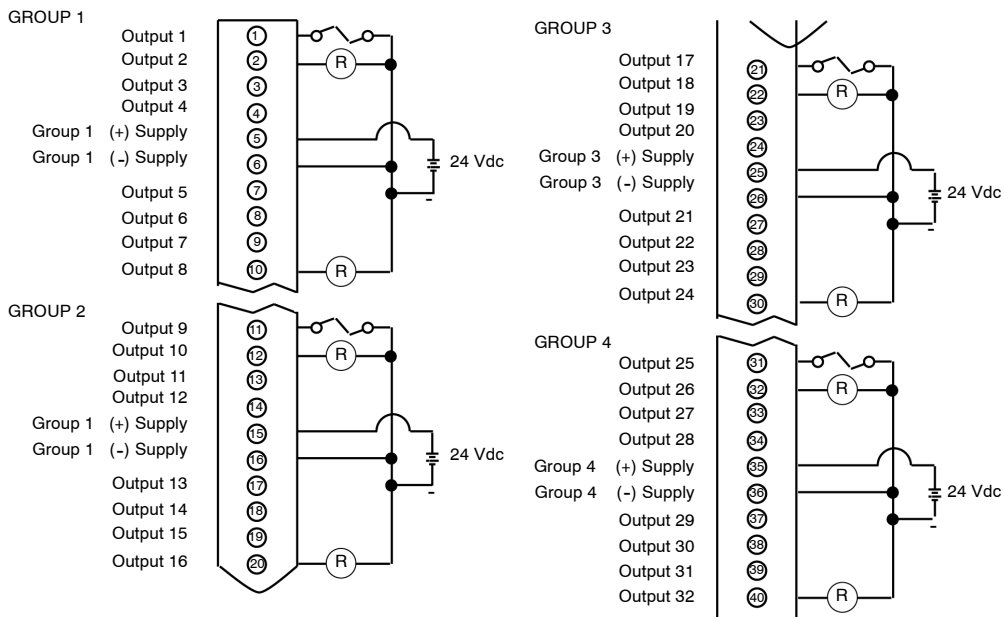 GROUP 1
Output 1 1
Output 2 2 R
Output 3 3
Output 4 4
Group 1 (+) Supply 5
Group 1 (-) Supply 6 24 Vdc
Output 5 7 -
Output 6 8
Output 7 9
Output 8 10 R
GROUP 2
Output 9 11
Output 10 12 R
Output 11 13
Output 12 14
Group 1 (+) Supply 15
Group 1 (-) Supply 16 24 Vdc
Output 13 17 -
Output 14 18
Output 15 19
Output 16 20 R
GROUP 3
Output 17 21
Output 18 22 R
Output 19 23
Output 20 24
Group 3 (+) Supply 25
Group 3 (-) Supply 26 24 Vdc
Output 21 27 -
Output 22 28
Output 23 29
Output 24 30 R
GROUP 4
Output 25 31
Output 26 32 R
Output 27 33
Output 28 34
Group 4 (+) Supply 35
Group 4 (-) Supply 36 24 Vdc
Output 29 37 -
Output 30 38
Output 31 39
Output 32 40 R